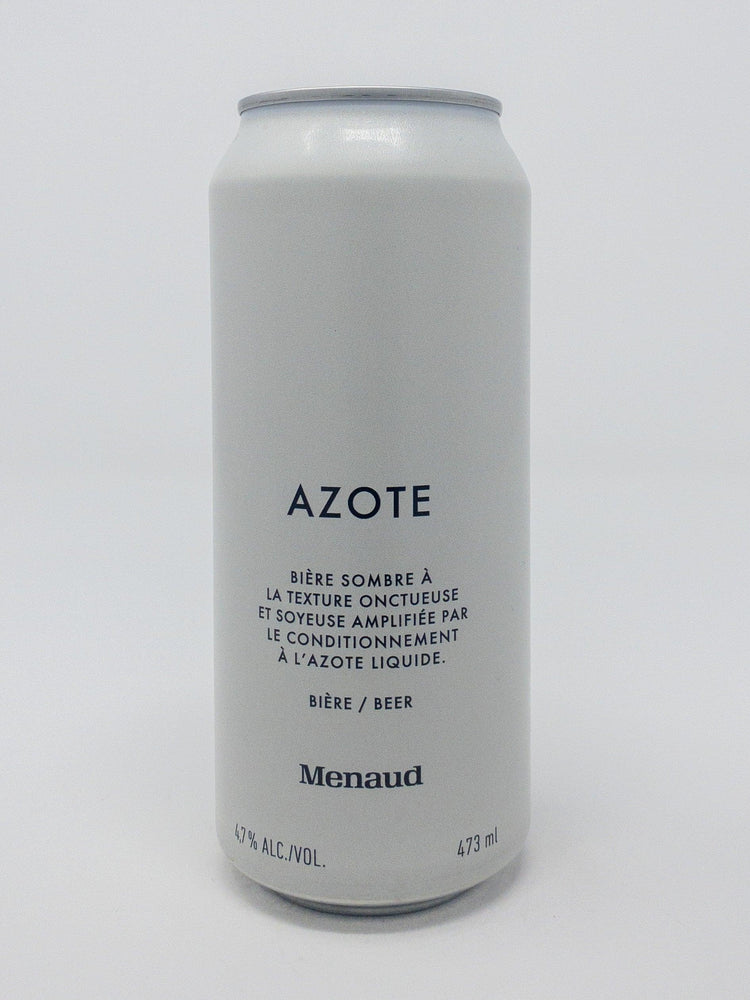 AZOTE
BIÈRE SOMBRE À
LA TEXTURE ONCTUEUSE
ET SOYEUSE AMPLIFIÉE PAR
LE CONDITIONNEMENT
À L'AZOTE LIQUIDE.
BIÈRE / BEER
Menaud
4,7% ALC./VOL.
473 ml